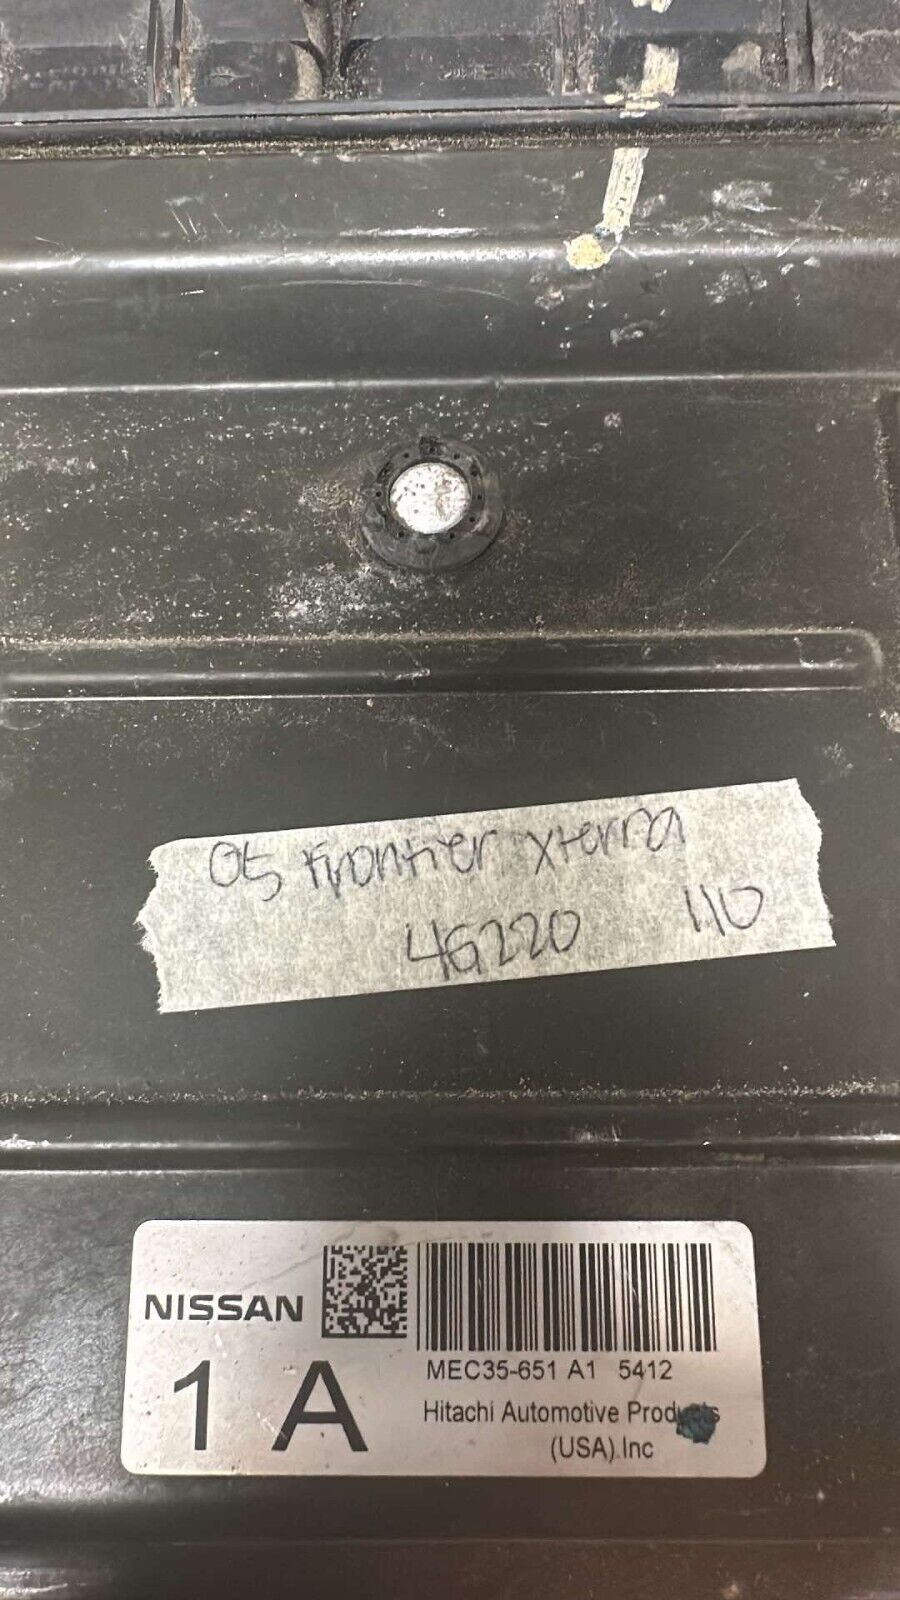 05 Frontier Xterra
4G220 110
NISSAN
1 A
MEC35-651 A1 5412
Hitachi Automotive Products
(USA).Inc